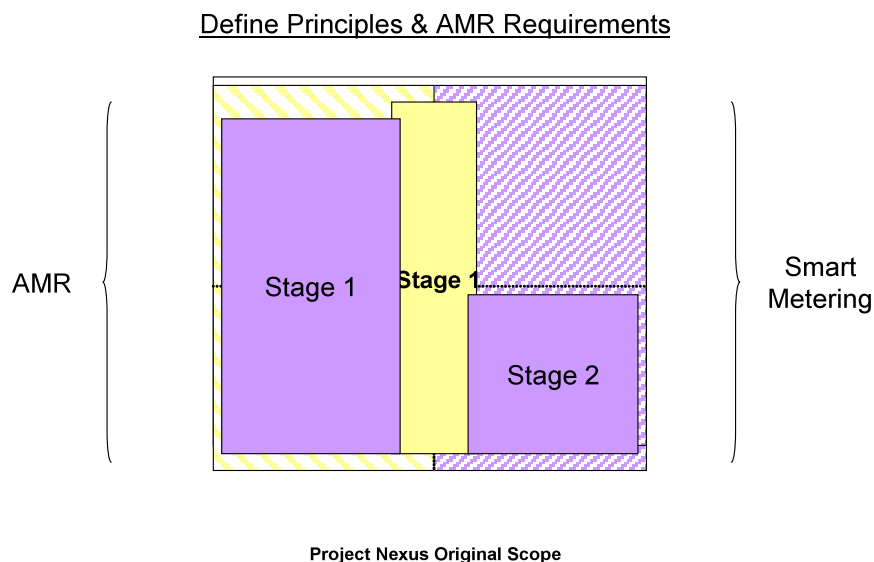 Define Principles & AMR Requirements
AMR
Stage 1
Stage 1
Stage 2
Smart
Metering
Project Nexus Original Scope